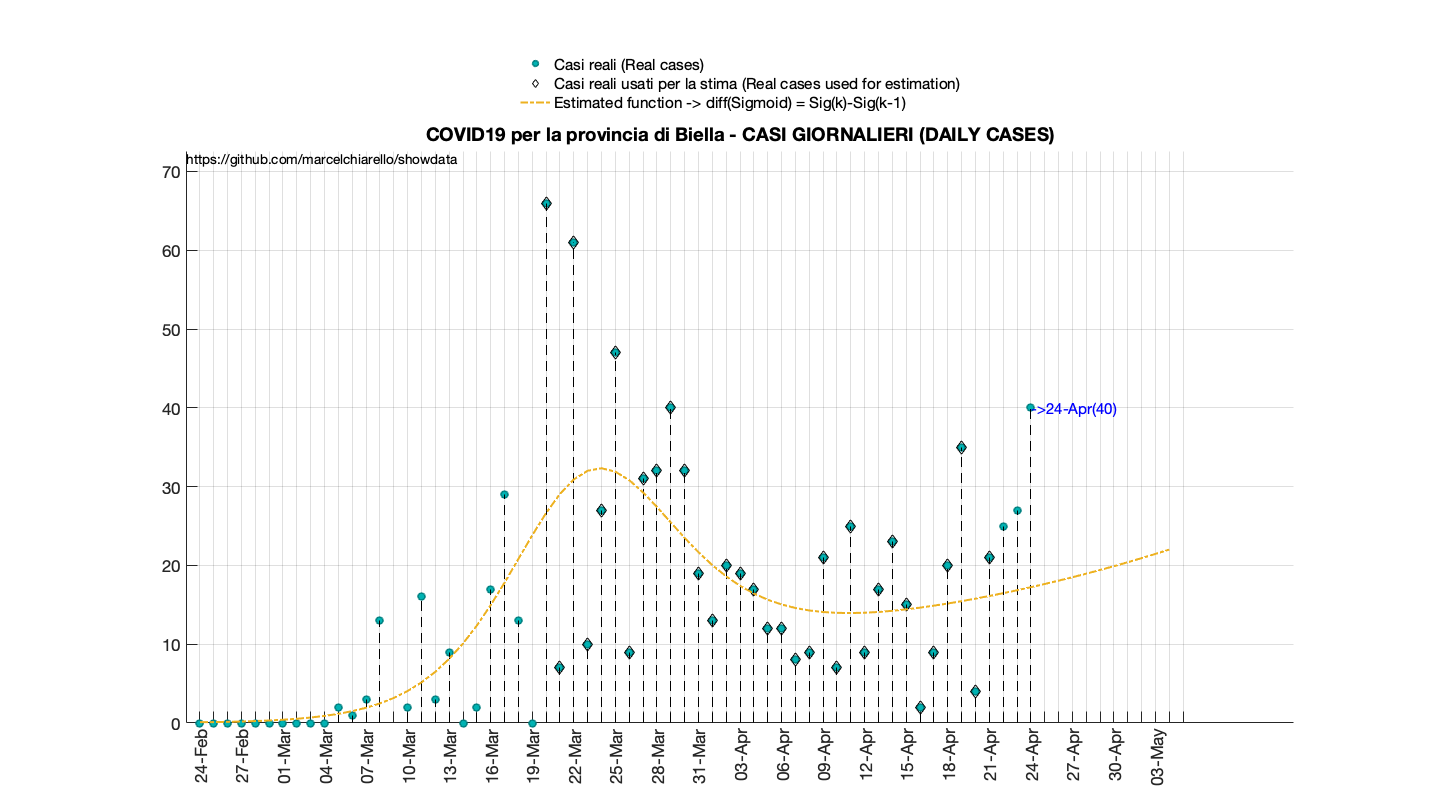 Casi reali (Real cases)
Casi reali usati per la stima (Real cases used for estimation)
Estimated function -> diff(Sigmoid) = Sig(k)-Sig(k-1)
COVID19 per la provincia di Biella - CASI GIORNALIERI (DAILY CASES)
https://github.com/marcelchiarello/showdata
70
60
50
40
30
20
10
0
->24-Apr(40)
24-Feb
27-Feb
01-Mar
04-Mar
07-Mar
10-Mar
13-Mar
16-Mar
19-Mar
22-Mar
25-Mar
28-Mar
31-Mar
03-Apr
06-Apr
09-Apr
12-Apr
15-Apr
18-Apr
21-Apr
24-Apr
27-Apr
30-Apr
03-May